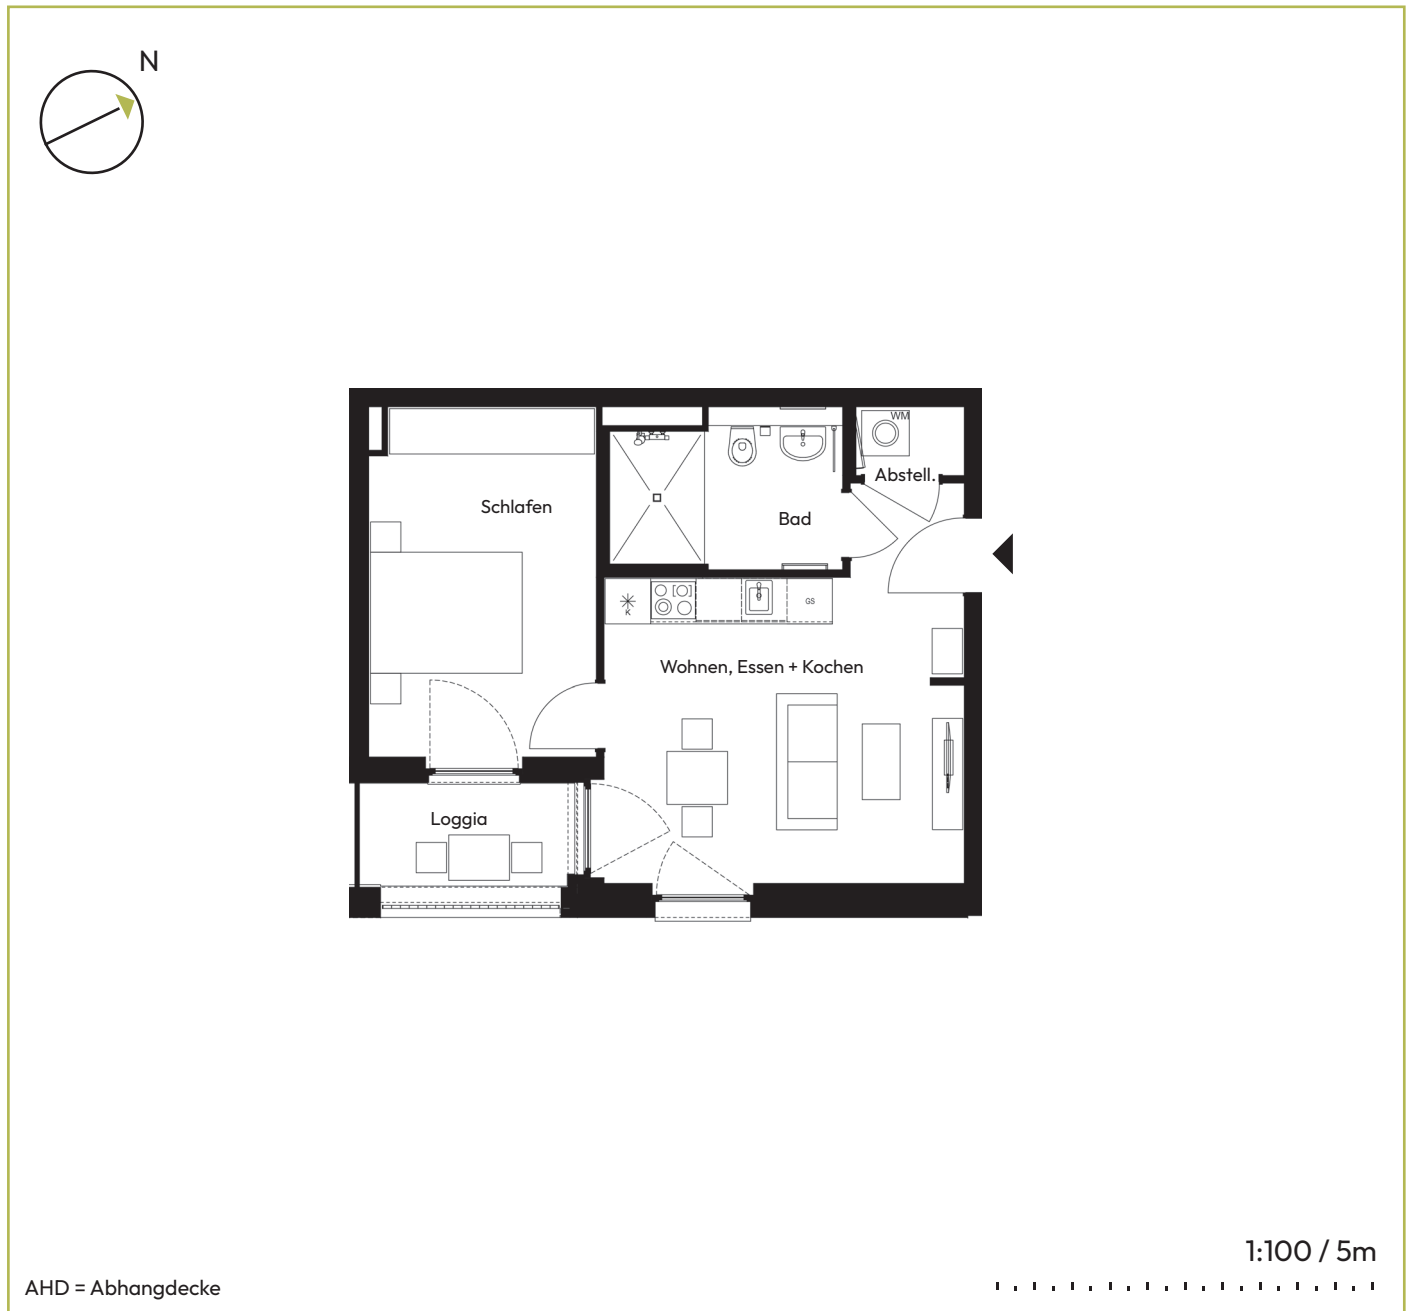 N
WM
Abstell.
Schlafen
Bad
K
GS
Wohnen, Essen + Kochen
Loggia
1:100 / 5m
AHD = Abhangdecke